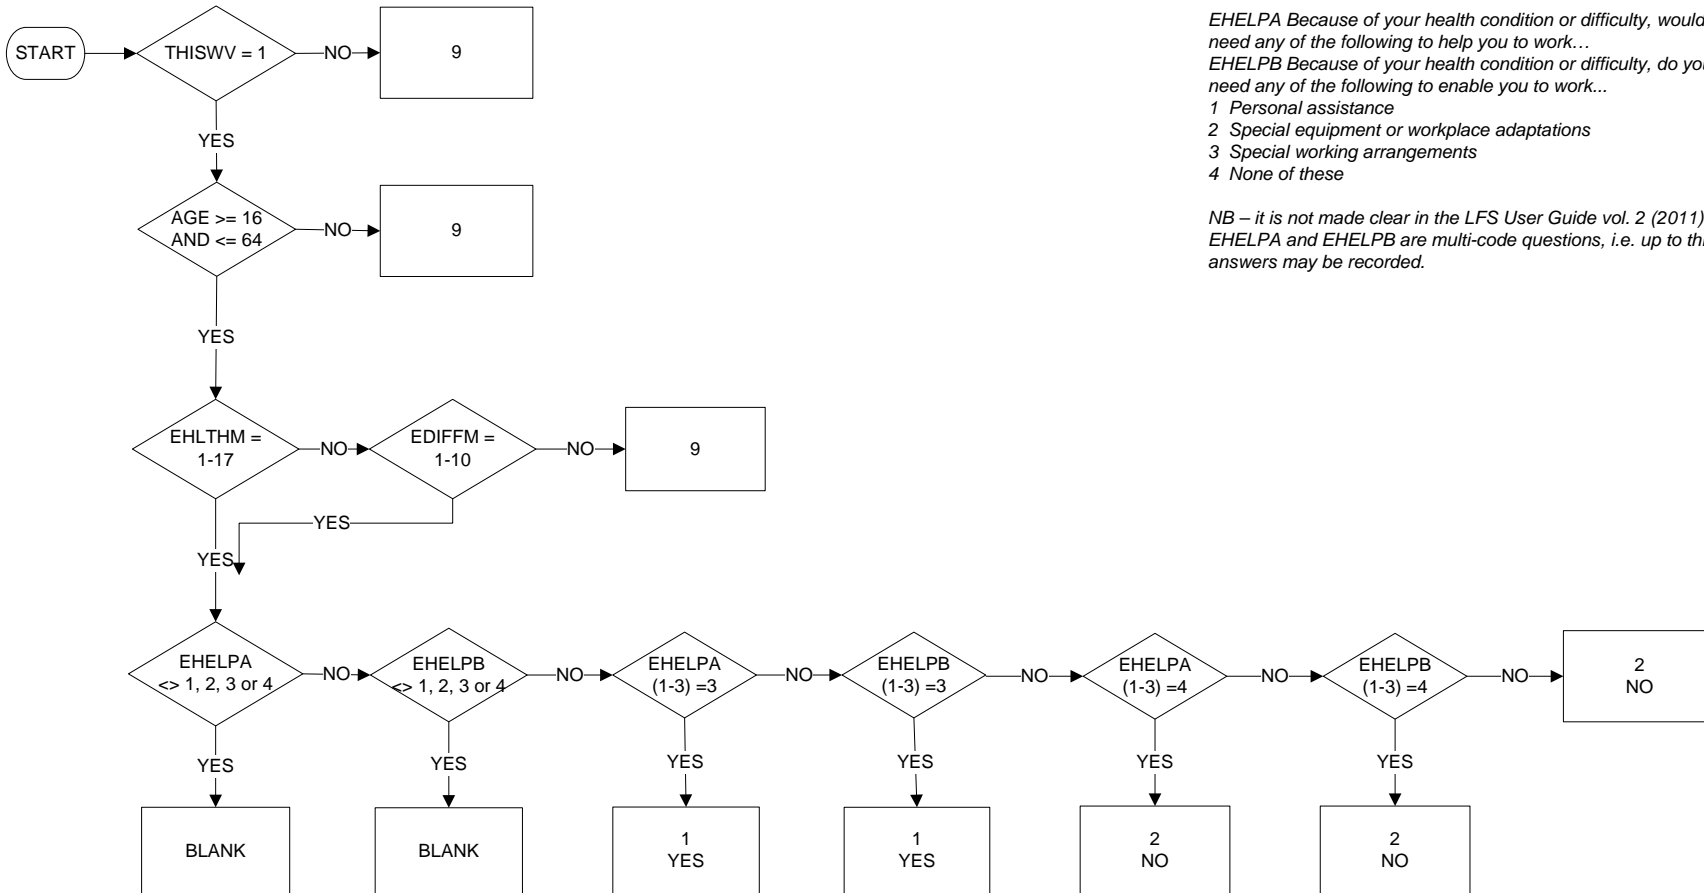 START
THISWV = 1
NO
9
YES
AGE >= 16
AND <= 64
NO
9
YES
EHLTHM =
1-17
NO
EDIFFM =
1-10
NO
9
YES
YES
EHELPA
<> 1, 2, 3 or 4
NO
EHELPB
<> 1, 2, 3 or 4
NO
EHELPA
(1-3) =3
NO
EHELPB
(1-3) =3
NO
EHELPA
(1-3) =4
NO
EHELPB
(1-3) =4
NO
2
NO
YES
YES
YES
YES
YES
YES
BLANK
BLANK
1
YES
1
YES
2
NO
2
NO
EHELPA Because of your health condition or difficulty, would
need any of the following to help you to work…
EHELPB Because of your health condition or difficulty, do
need any of the following to enable you to work...
1 Personal assistance
2 Special equipment or workplace adaptations
3 Special working arrangements
4 None of these
NB – it is not made clear in the LFS User Guide vol. 2 (2011)
EHELPA and EHELPB are multi-code questions, i.e. up to
answers may be recorded.